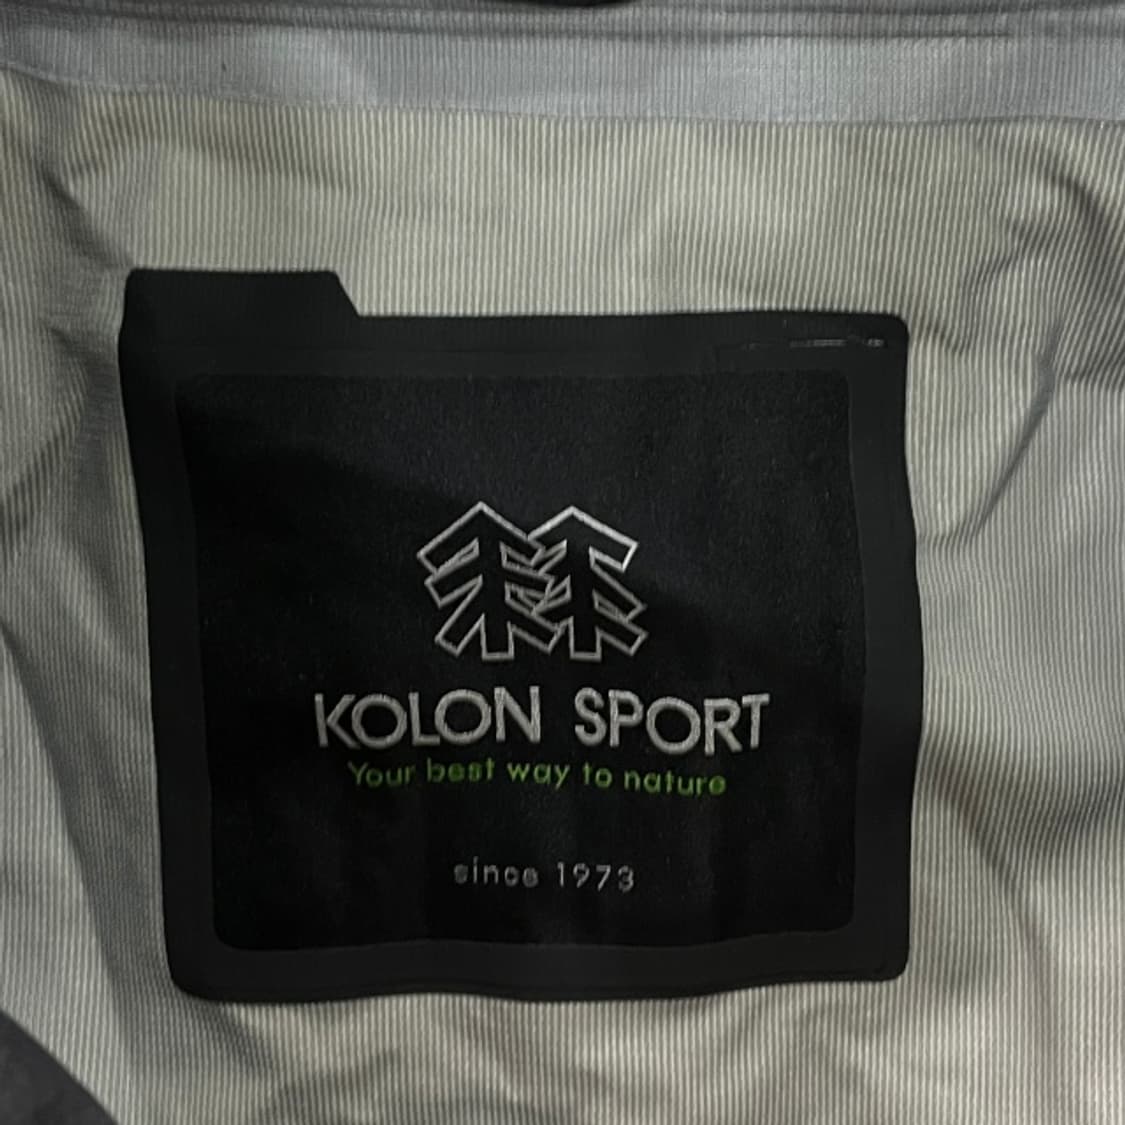 KOLON SPORT
Your best way to nature
since 1973